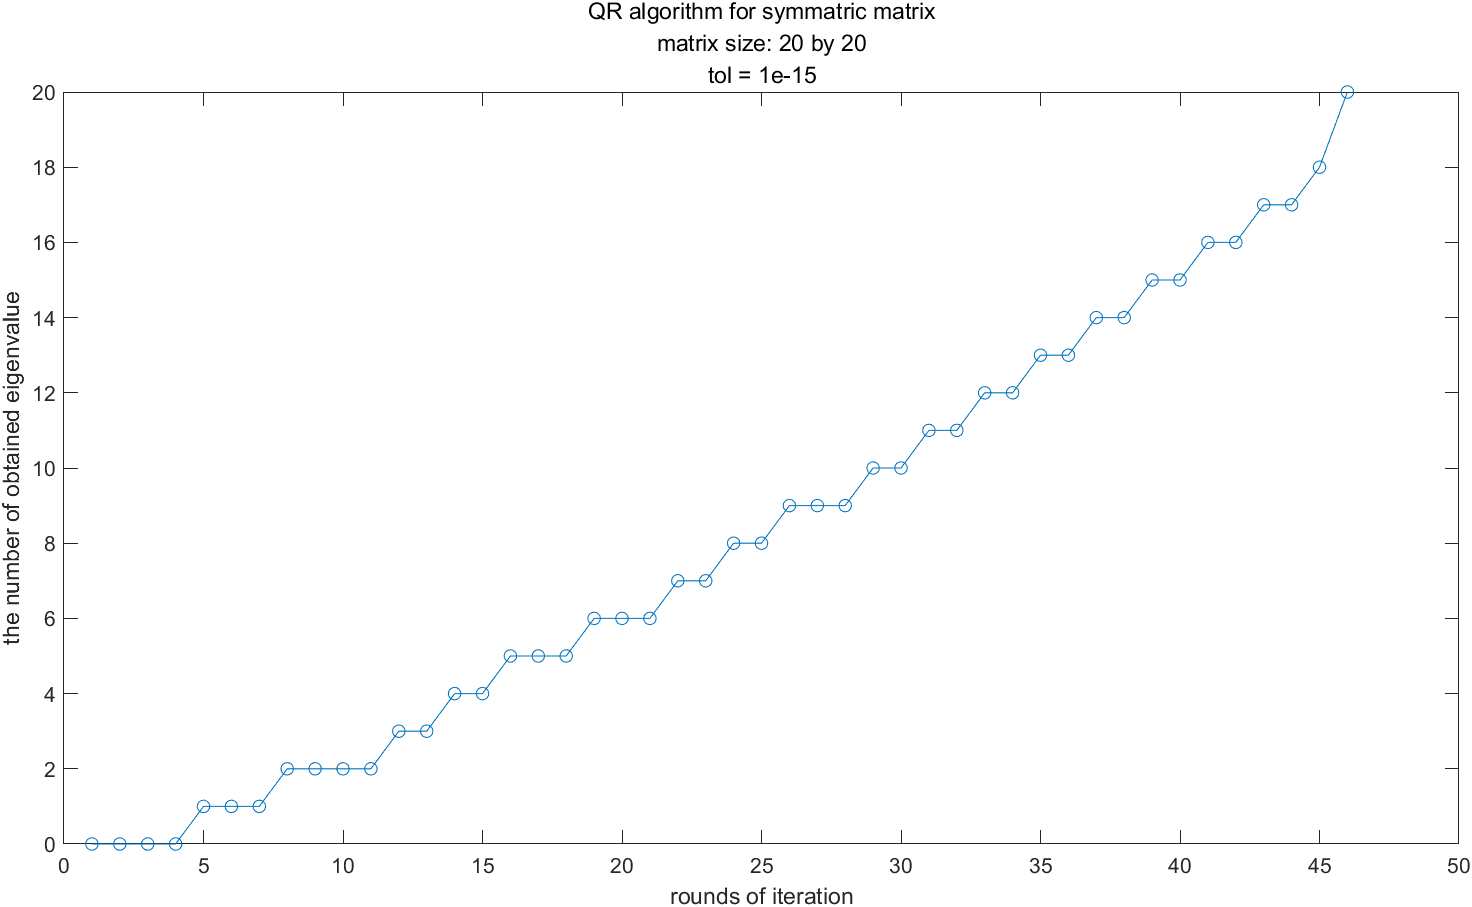 QR algorithm for symmatric matrix
matrix size: 20 by 20
tol = 1e-15
the number of obtained eigenvalue
20
18
16
14
12
10
8
6
4
2
0
0 5 10 15 20 25 30 35 40 45 50
rounds of iteration